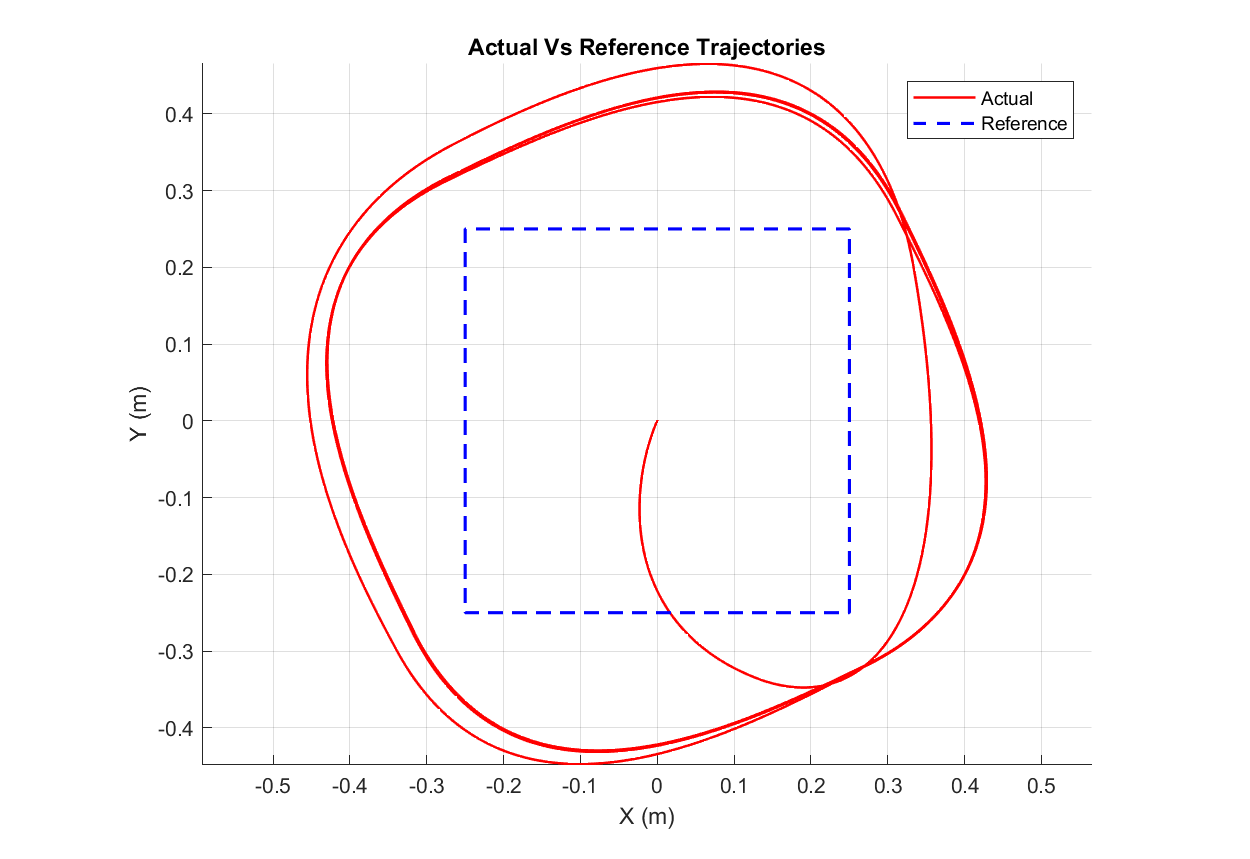 Actual Vs Reference Trajectories
Actual
Reference
0.4
0.3
0.2
0.1
0
-0.1
-0.2
-0.3
-0.4
Y (m)
-0.5 -0.4 -0.3 -0.2 -0.1 0 0.1 0.2 0.3 0.4 0.5
X (m)